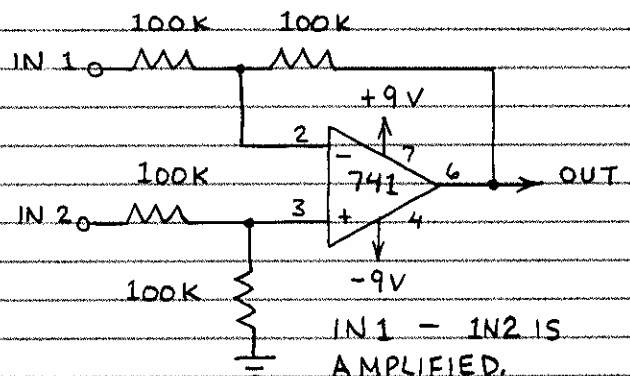 100K 100K
IN 1
+9V
2
-
7
741
6
OUT
100K
IN 2
3
+
4
100K
-9V
IN1 - IN2 IS
AMPLIFIED.